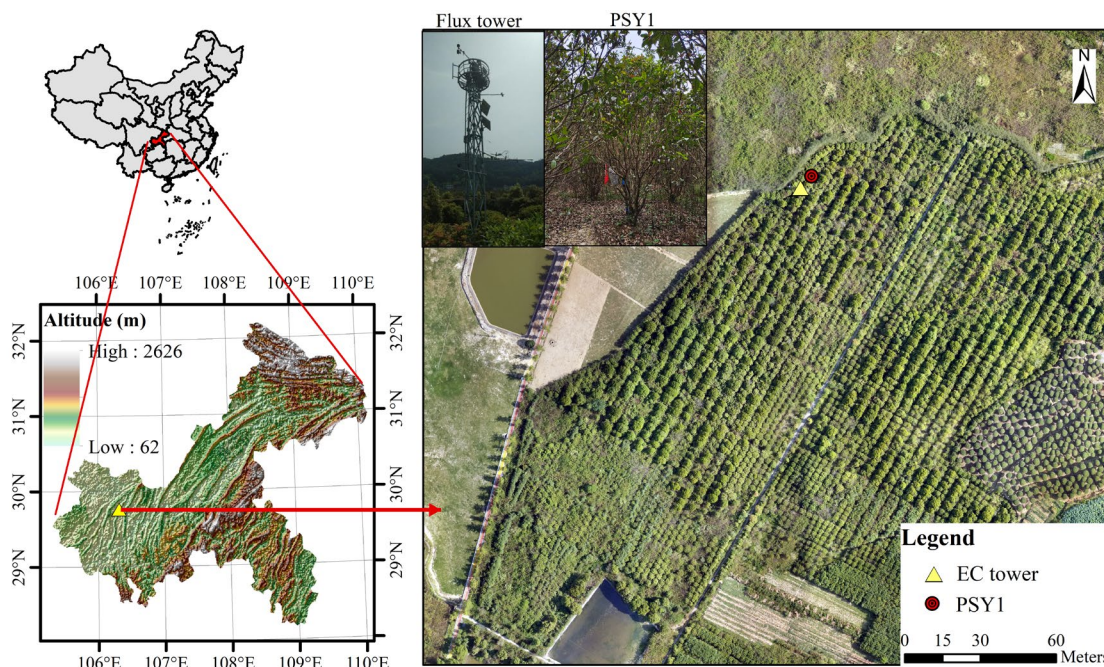 Flux tower
PSY1
N
106°E 107°E 108°E 109°E 110°E
Altitude (m)
High : 2626
Low : 62
32°N
31°N
30°N
29°N
32°N
31°N
30°N
29°N
106°E 107°E 108°E 109°E 110°E
Legend
EC tower
PSY1
0 15 30 60
Meters